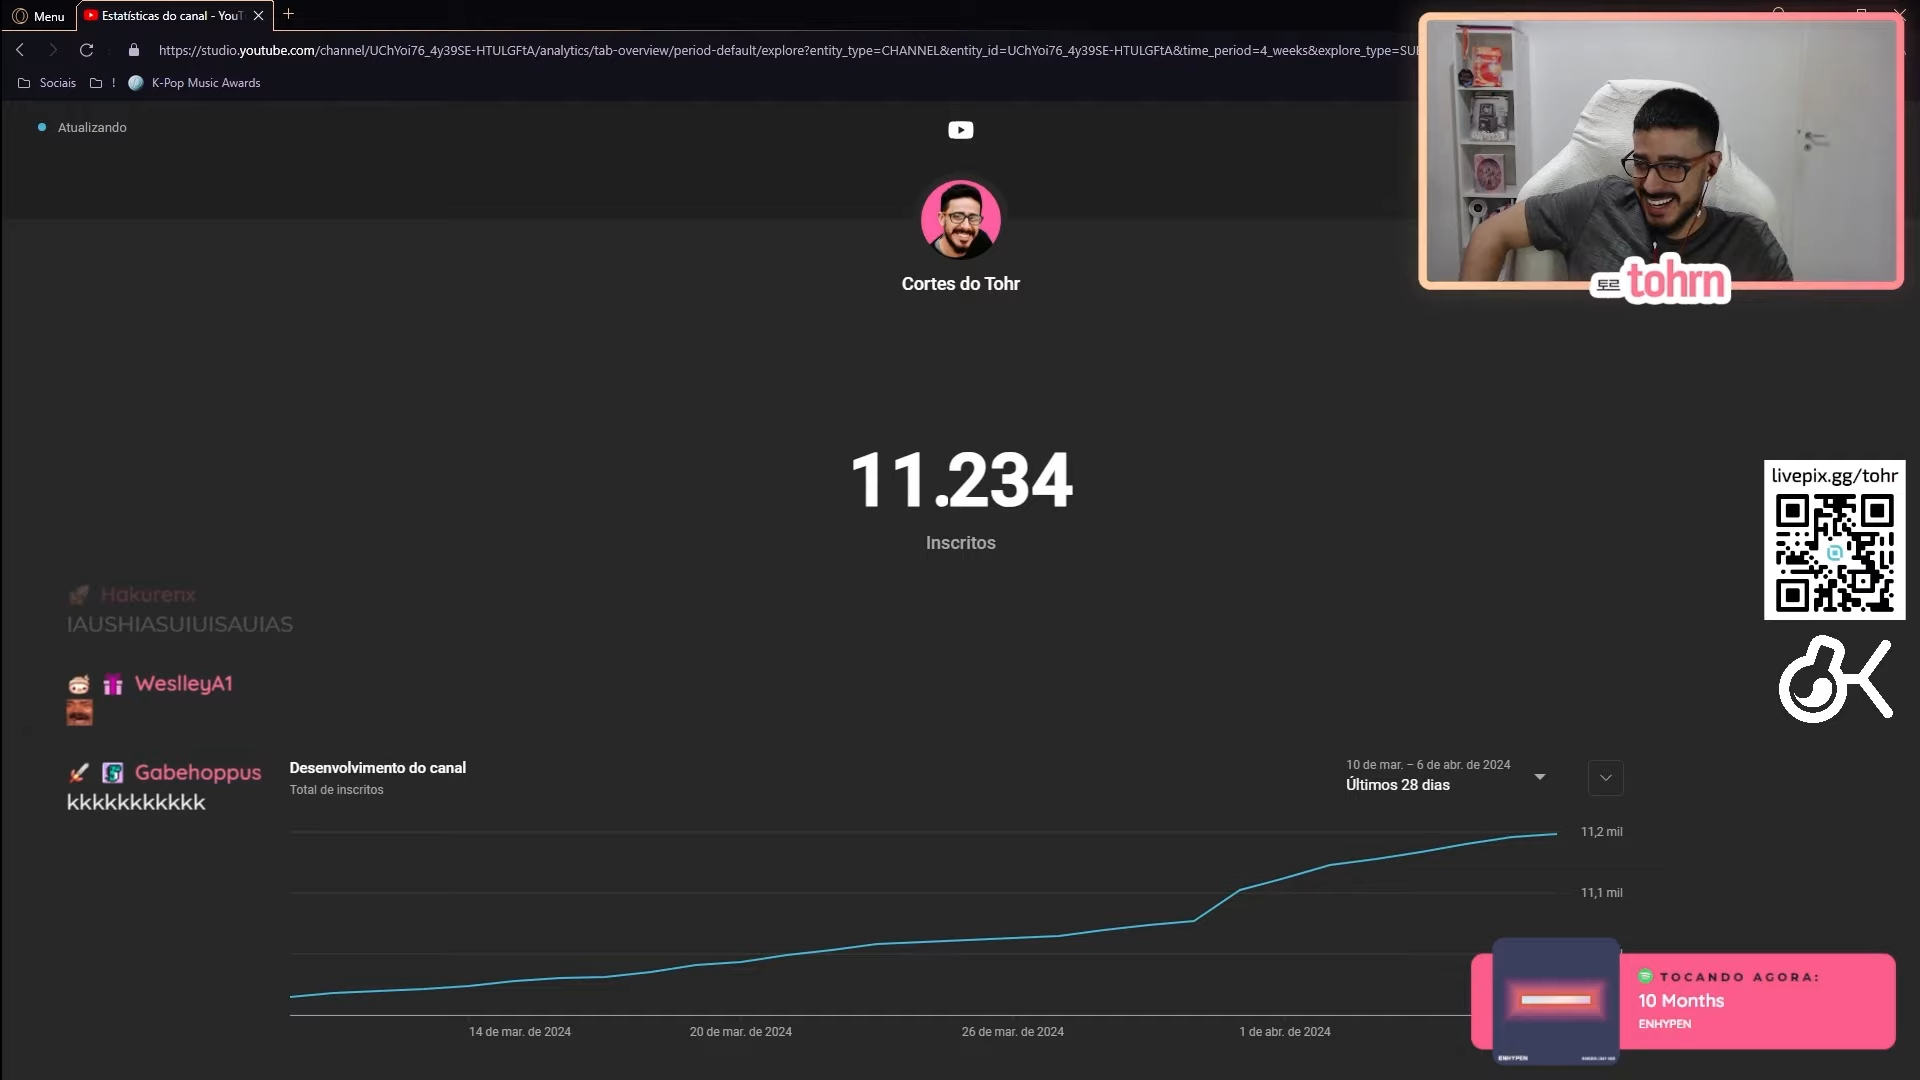 Menu
Estatísticas do canal - YouT
https://studio.youtube.com/channel/UChYoi76_4y39SE-HTULGFtA/analytics/tab-overview/period-default/explore?entity_type=CHANNEL&entity_id=UChYoi76_4y39SE-HTULGFtA&time_period=4_weeks&explore_type=SU
Sociais
!
K-Pop Music Awards
Atualizando
Cortes do Tohr
토르 tohrn
11.234
Inscritos
livepix.gg/tohr
Hakurenx
IAUSHIASUIUISAUIAS
WeslleyA1
Gabehoppus
kkkkkkkkkkk
Desenvolvimento do canal
Total de inscritos
10 de mar. – 6 de abr. de 2024
Últimos 28 dias
11,2 mil
11,1 mil
14 de mar. de 2024
20 de mar. de 2024
26 de mar. de 2024
1 de abr. de 2024
TOCANDO AGORA:
10 Months
ENHYPEN
ENHYPEN